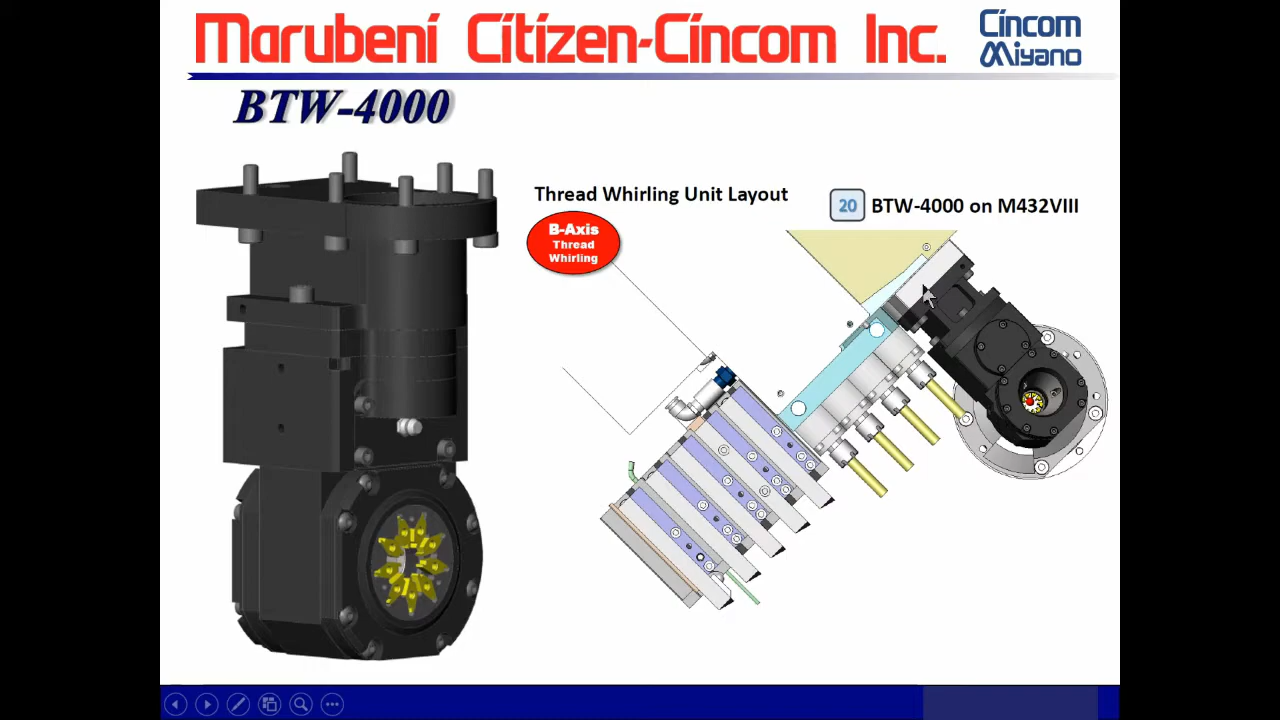 Marubeni Citizen-Cincom Inc.
Cincom
Miyano
BTW-4000
Thread Whirling Unit Layout
20 BTW-4000 on M432VIII
B-Axis
Thread
Whirling